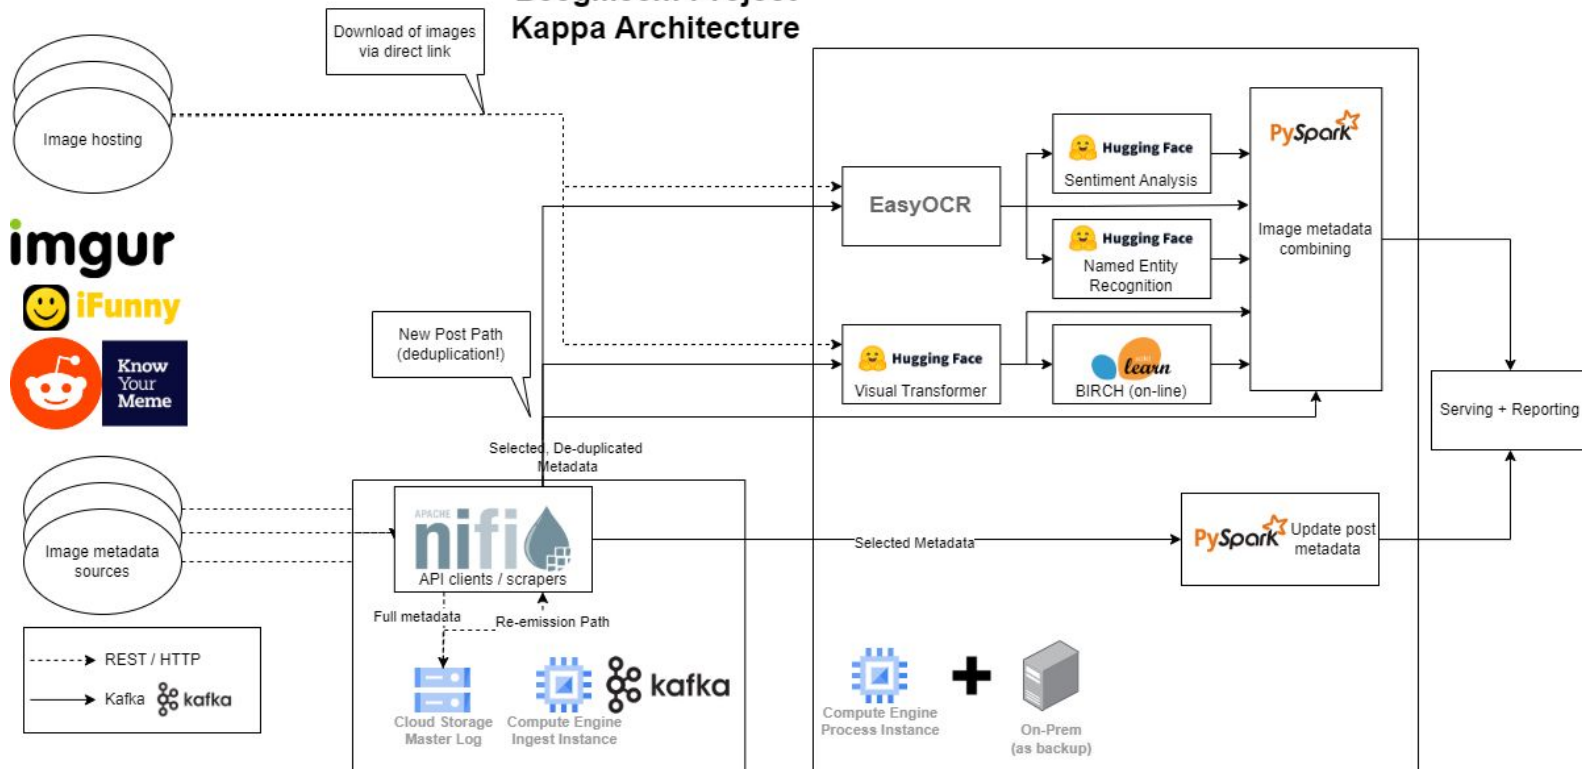 Kappa Architecture
Download of images
via direct link
Image hosting
imgur
iFunny
Know
Your
Meme
New Post Path
(deduplication!)
Selected, De-duplicated
Metadata
Image metadata
sources
APACHE
nifi
API clients / scrapers
Full metadata
Re-emission Path
Cloud Storage
Master Log
Compute Engine
Ingest Instance
kafka
REST / HTTP
Kafka
kafka
EasyOCR
Hugging Face
Sentiment Analysis
Hugging Face
Named Entity
Recognition
Hugging Face
Visual Transformer
learn
BIRCH (on-line)
PySpark
Image metadata
combining
Selected Metadata
PySpark
Update post
metadata
Serving + Reporting
Compute Engine
Process Instance
On-Prem
(as backup)